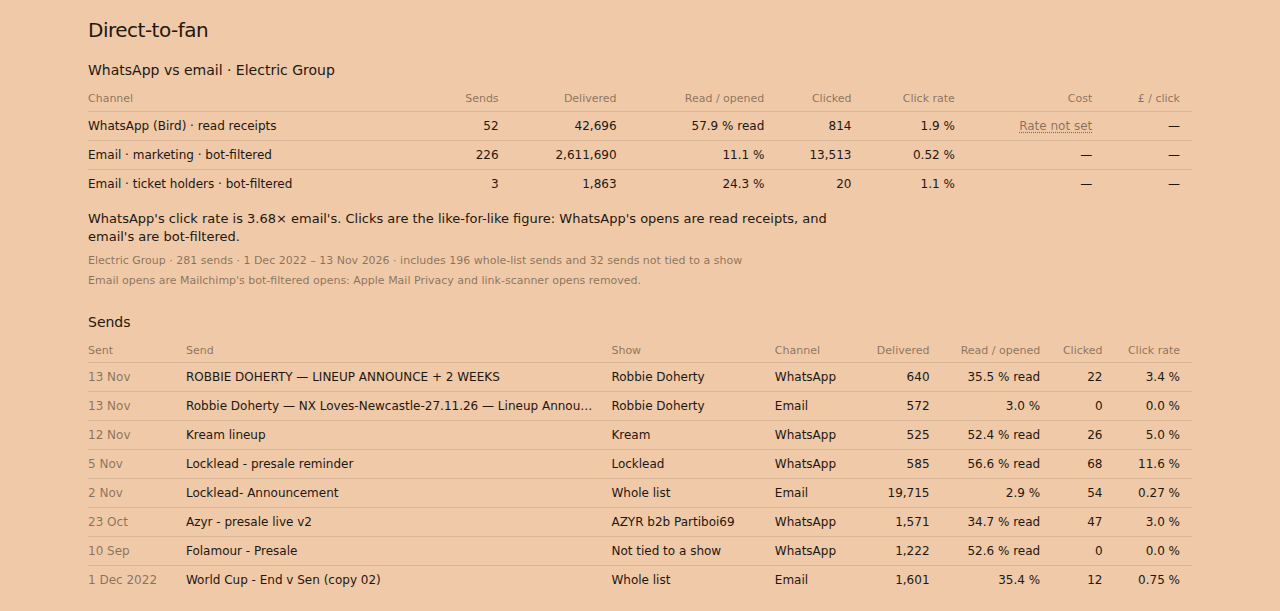 Direct-to-fan
WhatsApp vs email · Electric Group
Channel Sends Delivered Read / opened Clicked Click rate Cost £ / click
WhatsApp (Bird) · read receipts 52 42,696 57.9 % read 814 1.9 % Rate not set —
Email · marketing · bot-filtered 226 2,611,690 11.1 % 13,513 0.52 % — —
Email · ticket holders · bot-filtered 3 1,863 24.3 % 20 1.1 % — —
WhatsApp's click rate is 3.68× email's. Clicks are the like-for-like figure: WhatsApp's opens are read receipts, and
email's are bot-filtered.
Electric Group · 281 sends · 1 Dec 2022 – 13 Nov 2026 · includes 196 whole-list sends and 32 sends not tied to a show
Email opens are Mailchimp's bot-filtered opens: Apple Mail Privacy and link-scanner opens removed.
Sends
Sent Send Show Channel Delivered Read / opened Clicked Click rate
13 Nov ROBBIE DOHERTY — LINEUP ANNOUNCE + 2 WEEKS Robbie Doherty WhatsApp 640 35.5 % read 22 3.4 %
13 Nov Robbie Doherty — NX Loves-Newcastle-27.11.26 — Lineup Annou... Robbie Doherty Email 572 3.0 % 0 0.0 %
12 Nov Kream lineup Kream WhatsApp 525 52.4 % read 26 5.0 %
5 Nov Locklead - presale reminder Locklead WhatsApp 585 56.6 % read 68 11.6 %
2 Nov Locklead- Announcement Whole list Email 19,715 2.9 % 54 0.27 %
23 Oct Azyr - presale live v2 AZYR b2b Partiboi69 WhatsApp 1,571 34.7 % read 47 3.0 %
10 Sep Folamour - Presale Not tied to a show WhatsApp 1,222 52.6 % read 0 0.0 %
1 Dec 2022 World Cup - End v Sen (copy 02) Whole list Email 1,601 35.4 % 12 0.75 %